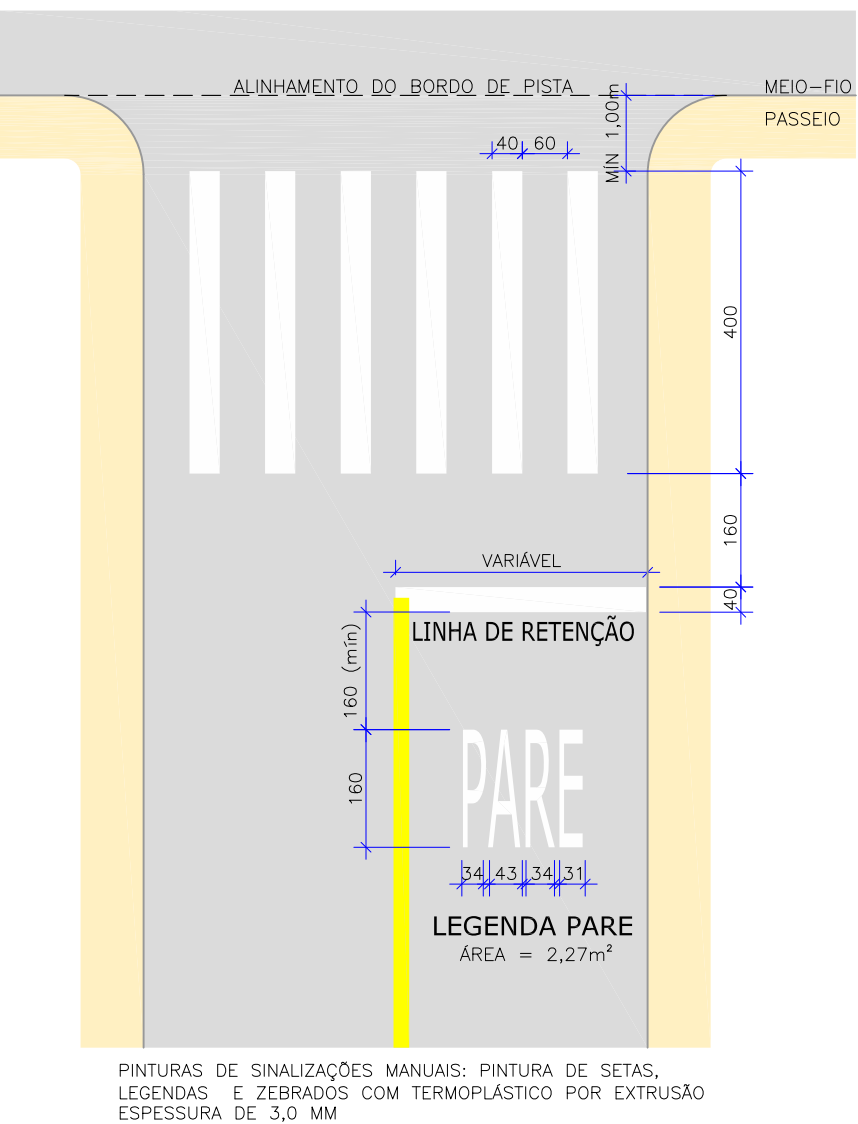 ALINHAMENTO DO BORDO DE PISTA
MEIO-FIO
PASSEIO
MÍN 1,00m
40
60
400
160
VARIÁVEL
40
LINHA DE RETENÇÃO
160 (mín)
PARE
160
34
43
34
31
LEGENDA PARE
ÁREA = 2,27m²
PINTURAS DE SINALIZAÇÕES MANUAIS: PINTURA DE SETAS,
LEGENDAS E ZEBRADOS COM TERMOPLÁSTICO POR EXTRUSÃO
ESPESSURA DE 3,0 MM